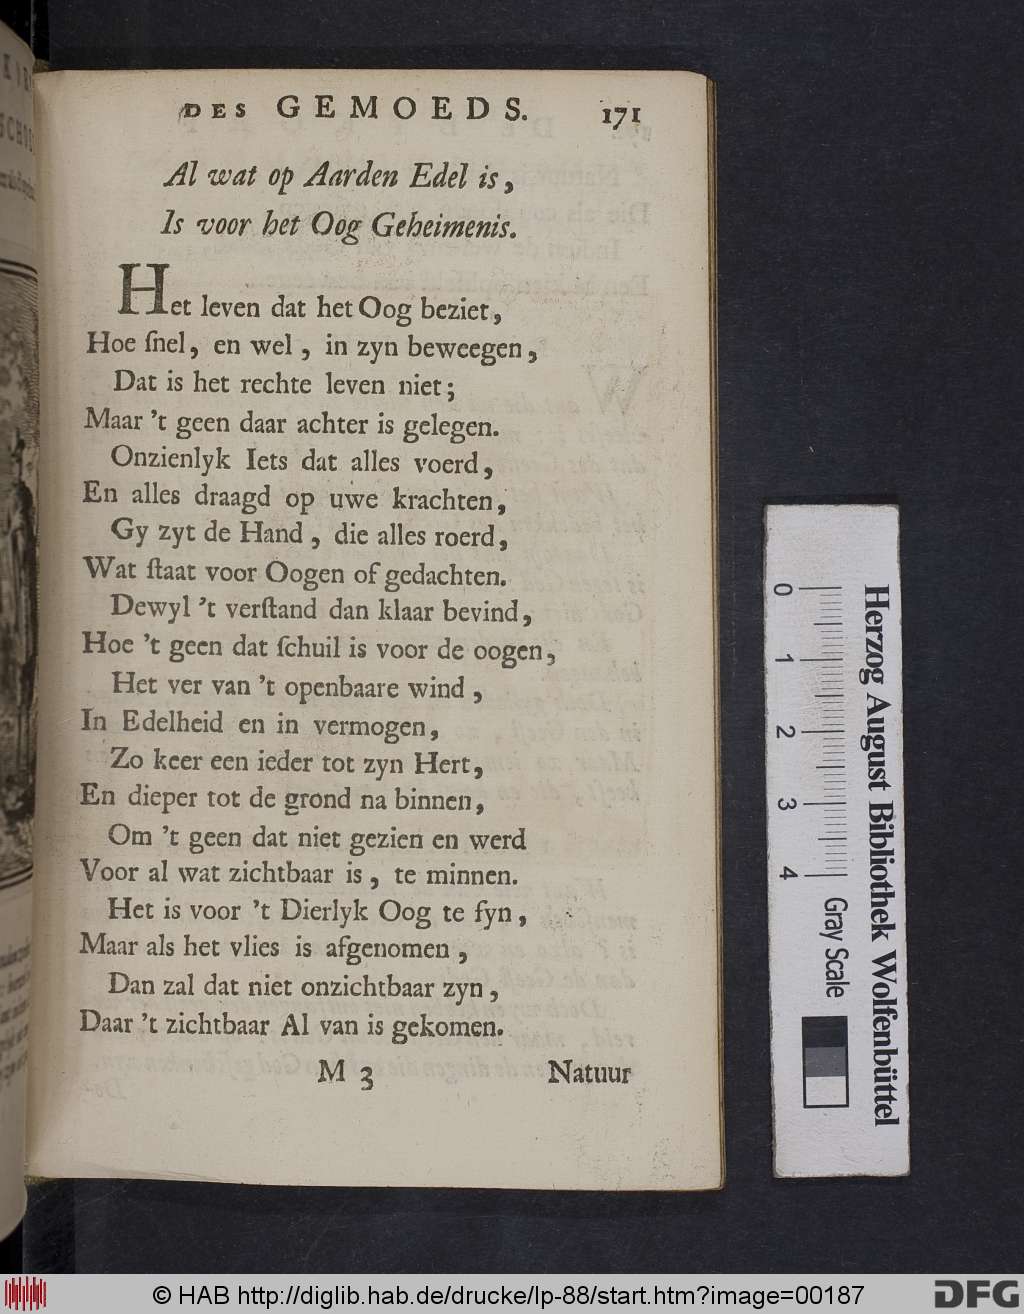 DES GEMOEDS. 171
Al wat op Aarden Edel is,
Is voor het Oog Geheimenis.
Het leven dat het Oog beziet,
Hoe ſnel, en wel, in zyn beweegen,
Dat is het rechte leven niet;
Maar 't geen daar achter is gelegen.
Onzienlyk Iets dat alles voerd,
En alles draagd op uwe krachten,
Gy zyt de Hand, die alles roerd,
Wat ſtaat voor Oogen of gedachten.
Dewyl 't verſtand dan klaar bevind,
Hoe 't geen dat ſchuil is voor de oogen,
Het ver van 't openbaare wind,
In Edelheid en in vermogen,
Zo keer een ieder tot zyn Hert,
En dieper tot de grond na binnen,
Om 't geen dat niet gezien en werd
Voor al wat zichtbaar is, te minnen.
Het is voor 't Dierlyk Oog te fyn,
Maar als het vlies is afgenomen,
Dan zal dat niet onzichtbaar zyn,
Daar 't zichtbaar Al van is gekomen.
M 3 Natuur
0 1 2 3 4
Gray Scale
Herzog August Bibliothek Wolfenbüttel
© HAB http://diglib.hab.de/drucke/lp-88/start.htm?image=00187
DFG